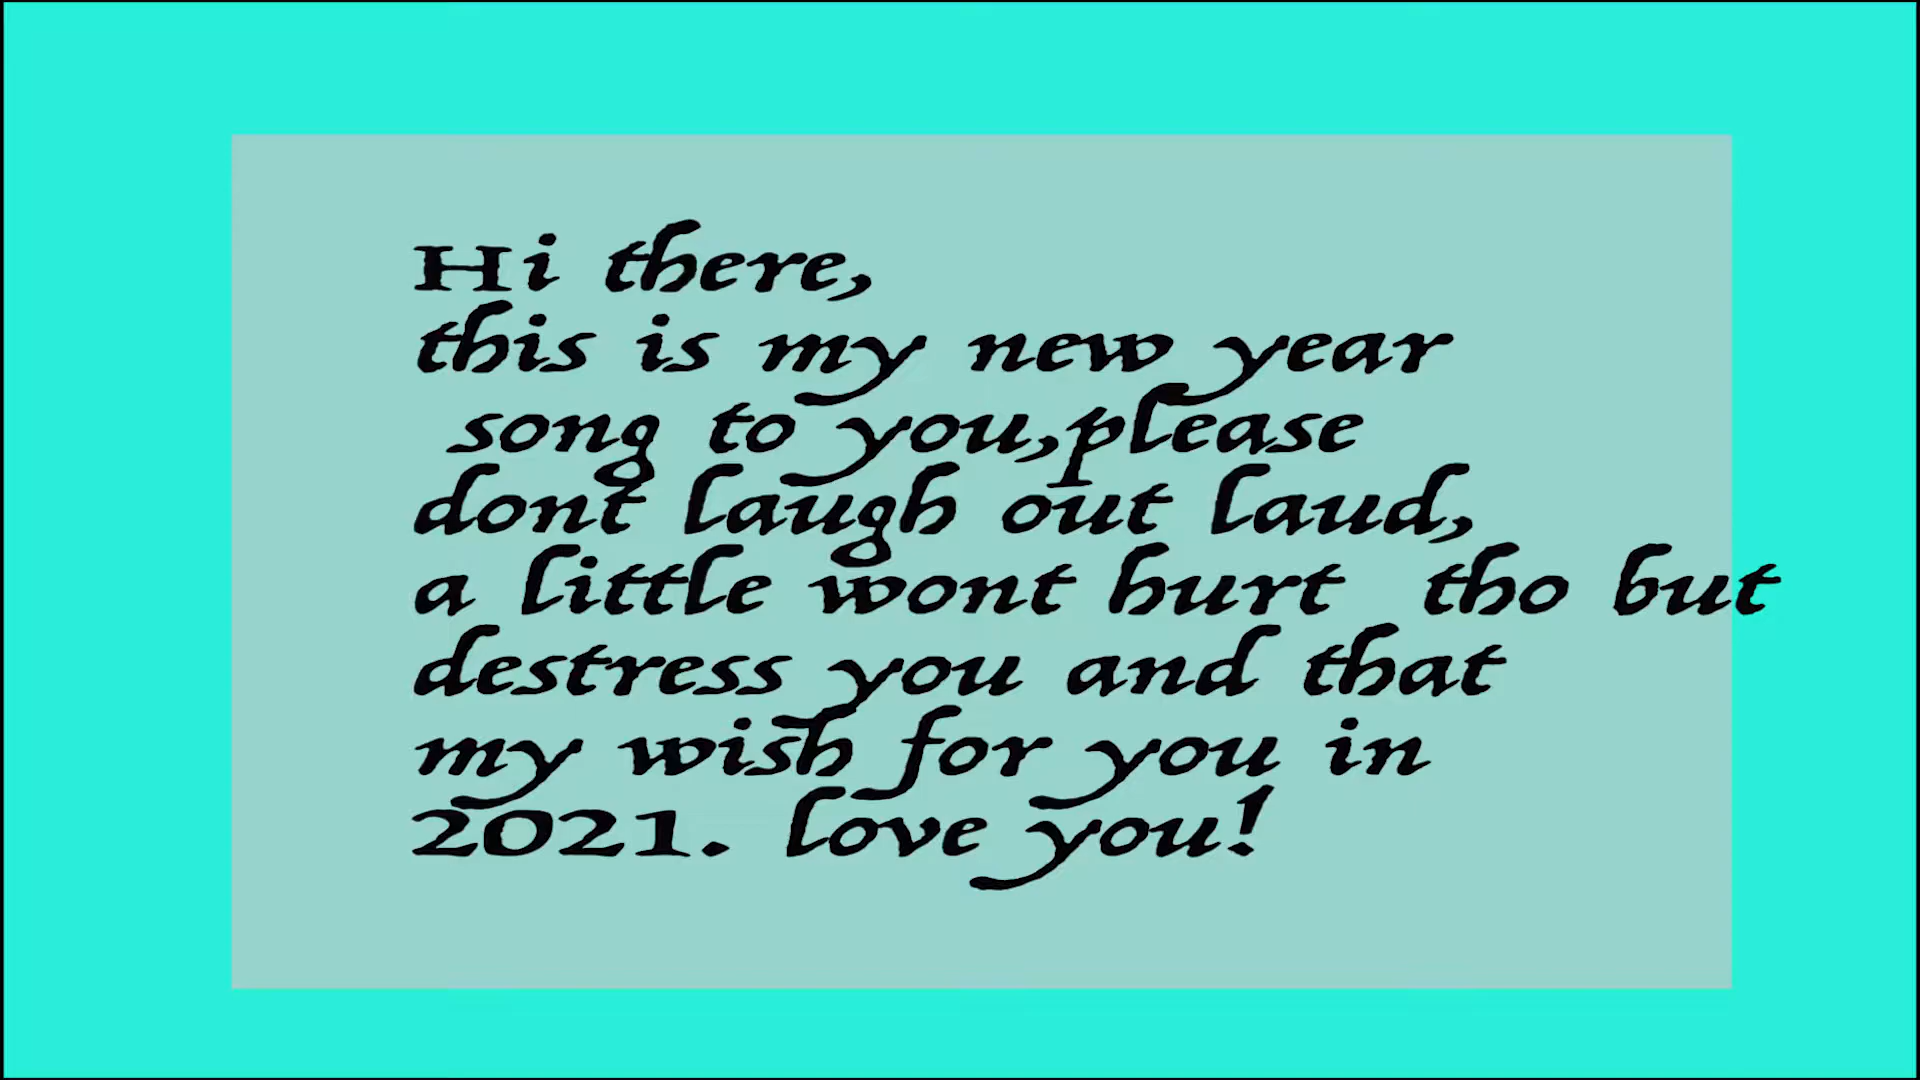 Hi there,
this is my new year
song to you,please
dont laugh out laud,
a little wont hurt  tho but
destress you and that
my wish for you in
2021. love you!